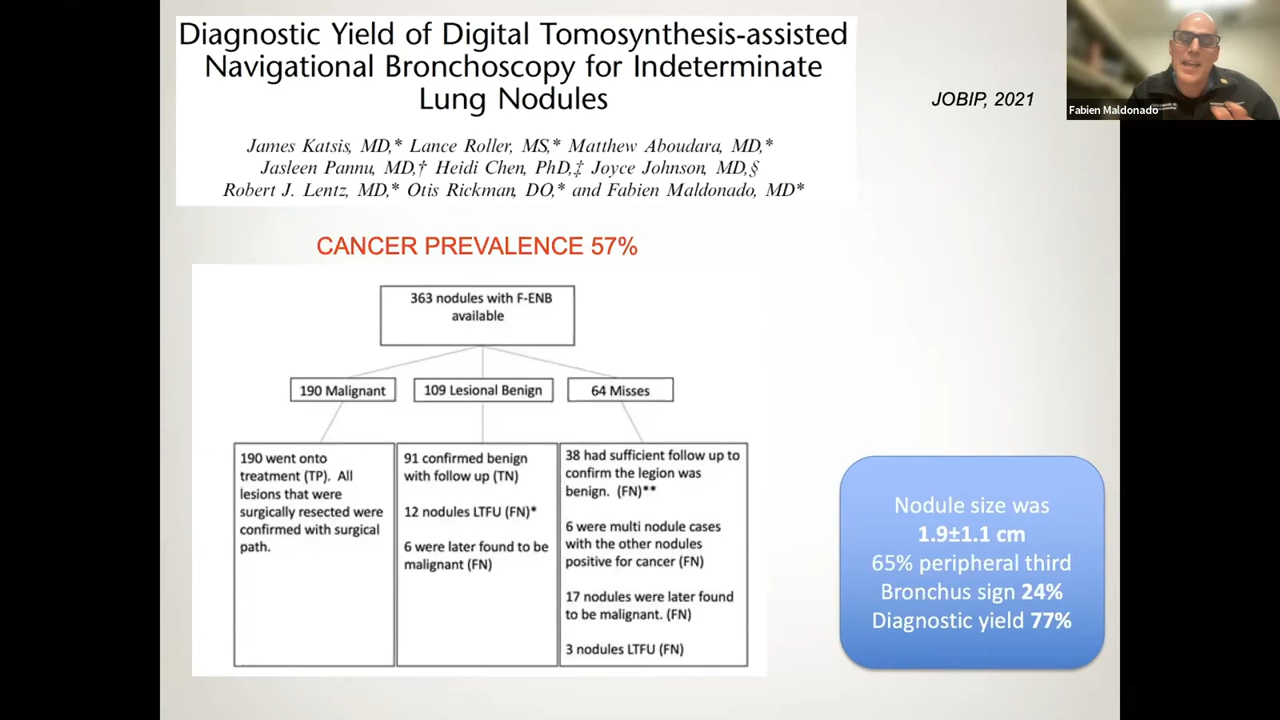 Diagnostic Yield of Digital Tomosynthesis-assisted
Navigational Bronchoscopy for Indeterminate
Lung Nodules
James Katsis, MD,* Lance Roller, MS,* Matthew Aboudara, MD,*
Jasleen Pannu, MD,† Heidi Chen, PhD,‡ Joyce Johnson, MD,§
Robert J. Lentz, MD,* Otis Rickman, DO,* and Fabien Maldonado, MD*
JOBIP, 2021
Fabien Maldonado
CANCER PREVALENCE 57%
363 nodules with F-ENB
available
190 Malignant
109 Lesional Benign
64 Misses
190 went onto
treatment (TP). All
lesions that were
surgically resected were
confirmed with surgical
path.
91 confirmed benign
with follow up (TN)
12 nodules LTFU (FN)*
6 were later found to be
malignant (FN)
38 had sufficient follow up to
confirm the legion was
benign. (FN)**
6 were multi nodule cases
with the other nodules
positive for cancer (FN)
17 nodules were later found
to be malignant. (FN)
3 nodules LTFU (FN)
Nodule size was
1.9±1.1 cm
65% peripheral third
Bronchus sign 24%
Diagnostic yield 77%